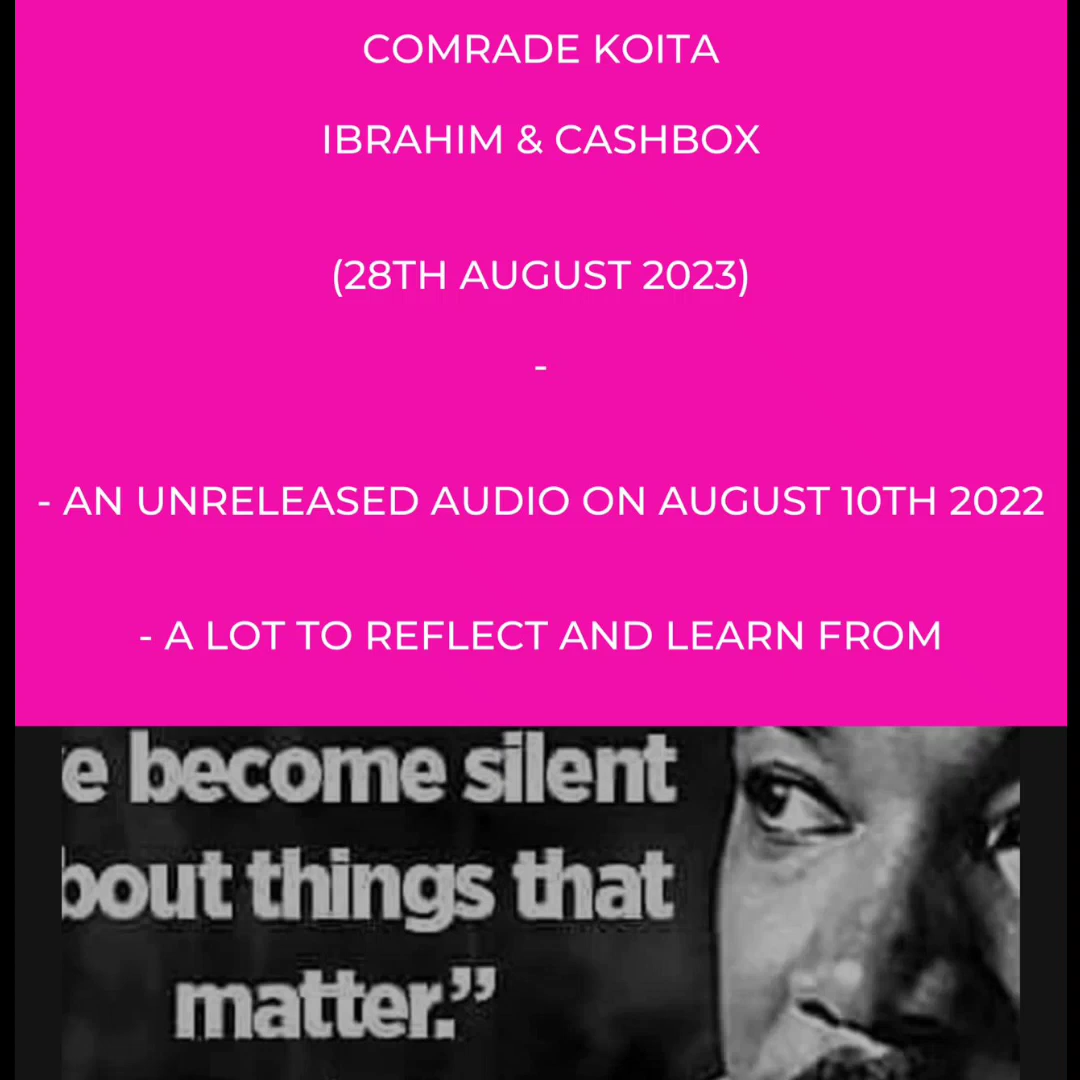 COMRADE KOITA
IBRAHIM & CASHBOX
(28TH AUGUST 2023)
-
- AN UNRELEASED AUDIO ON AUGUST 10TH 2022
- A LOT TO REFLECT AND LEARN FROM
e become silent
bout things that
matter.”